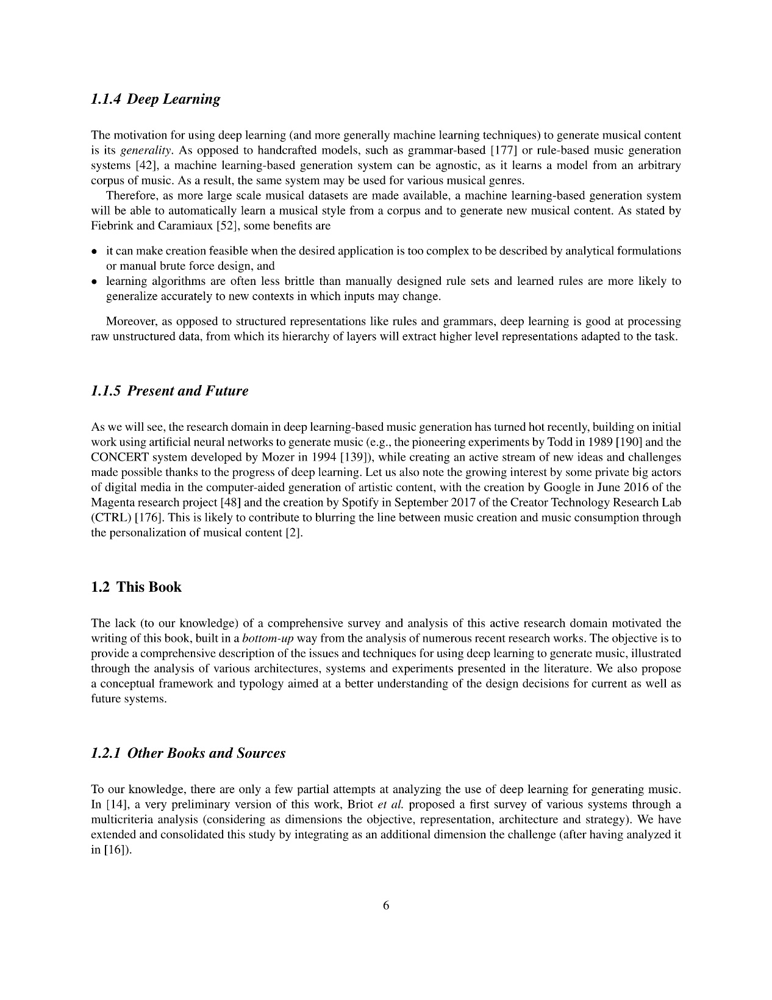 1.1.4 Deep Learning
The motivation for using deep learning (and more generally machine learning techniques) to generate musical content
is its generality. As opposed to handcrafted models, such as grammar-based [177] or rule-based music generation
systems [42], a machine learning-based generation system can be agnostic, as it learns a model from an arbitrary
corpus of music. As a result, the same system may be used for various musical genres.
Therefore, as more large scale musical datasets are made available, a machine learning-based generation system
will be able to automatically learn a musical style from a corpus and to generate new musical content. As stated by
Fiebrink and Caramiaux [52], some benefits are
• it can make creation feasible when the desired application is too complex to be described by analytical formulations
or manual brute force design, and
• learning algorithms are often less brittle than manually designed rule sets and learned rules are more likely to
generalize accurately to new contexts in which inputs may change.
Moreover, as opposed to structured representations like rules and grammars, deep learning is good at processing
raw unstructured data, from which its hierarchy of layers will extract higher level representations adapted to the task.
1.1.5 Present and Future
As we will see, the research domain in deep learning-based music generation has turned hot recently, building on initial
work using artificial neural networks to generate music (e.g., the pioneering experiments by Todd in 1989 [190] and the
CONCERT system developed by Mozer in 1994 [139]), while creating an active stream of new ideas and challenges
made possible thanks to the progress of deep learning. Let us also note the growing interest by some private big actors
of digital media in the computer-aided generation of artistic content, with the creation by Google in June 2016 of the
Magenta research project [48] and the creation by Spotify in September 2017 of the Creator Technology Research Lab
(CTRL) [176]. This is likely to contribute to blurring the line between music creation and music consumption through
the personalization of musical content [2].
1.2 This Book
The lack (to our knowledge) of a comprehensive survey and analysis of this active research domain motivated the
writing of this book, built in a bottom-up way from the analysis of numerous recent research works. The objective is to
provide a comprehensive description of the issues and techniques for using deep learning to generate music, illustrated
through the analysis of various architectures, systems and experiments presented in the literature. We also propose
a conceptual framework and typology aimed at a better understanding of the design decisions for current as well as
future systems.
1.2.1 Other Books and Sources
To our knowledge, there are only a few partial attempts at analyzing the use of deep learning for generating music.
In [14], a very preliminary version of this work, Briot et al. proposed a first survey of various systems through a
multicriteria analysis (considering as dimensions the objective, representation, architecture and strategy). We have
extended and consolidated this study by integrating as an additional dimension the challenge (after having analyzed it
in [16]).
6